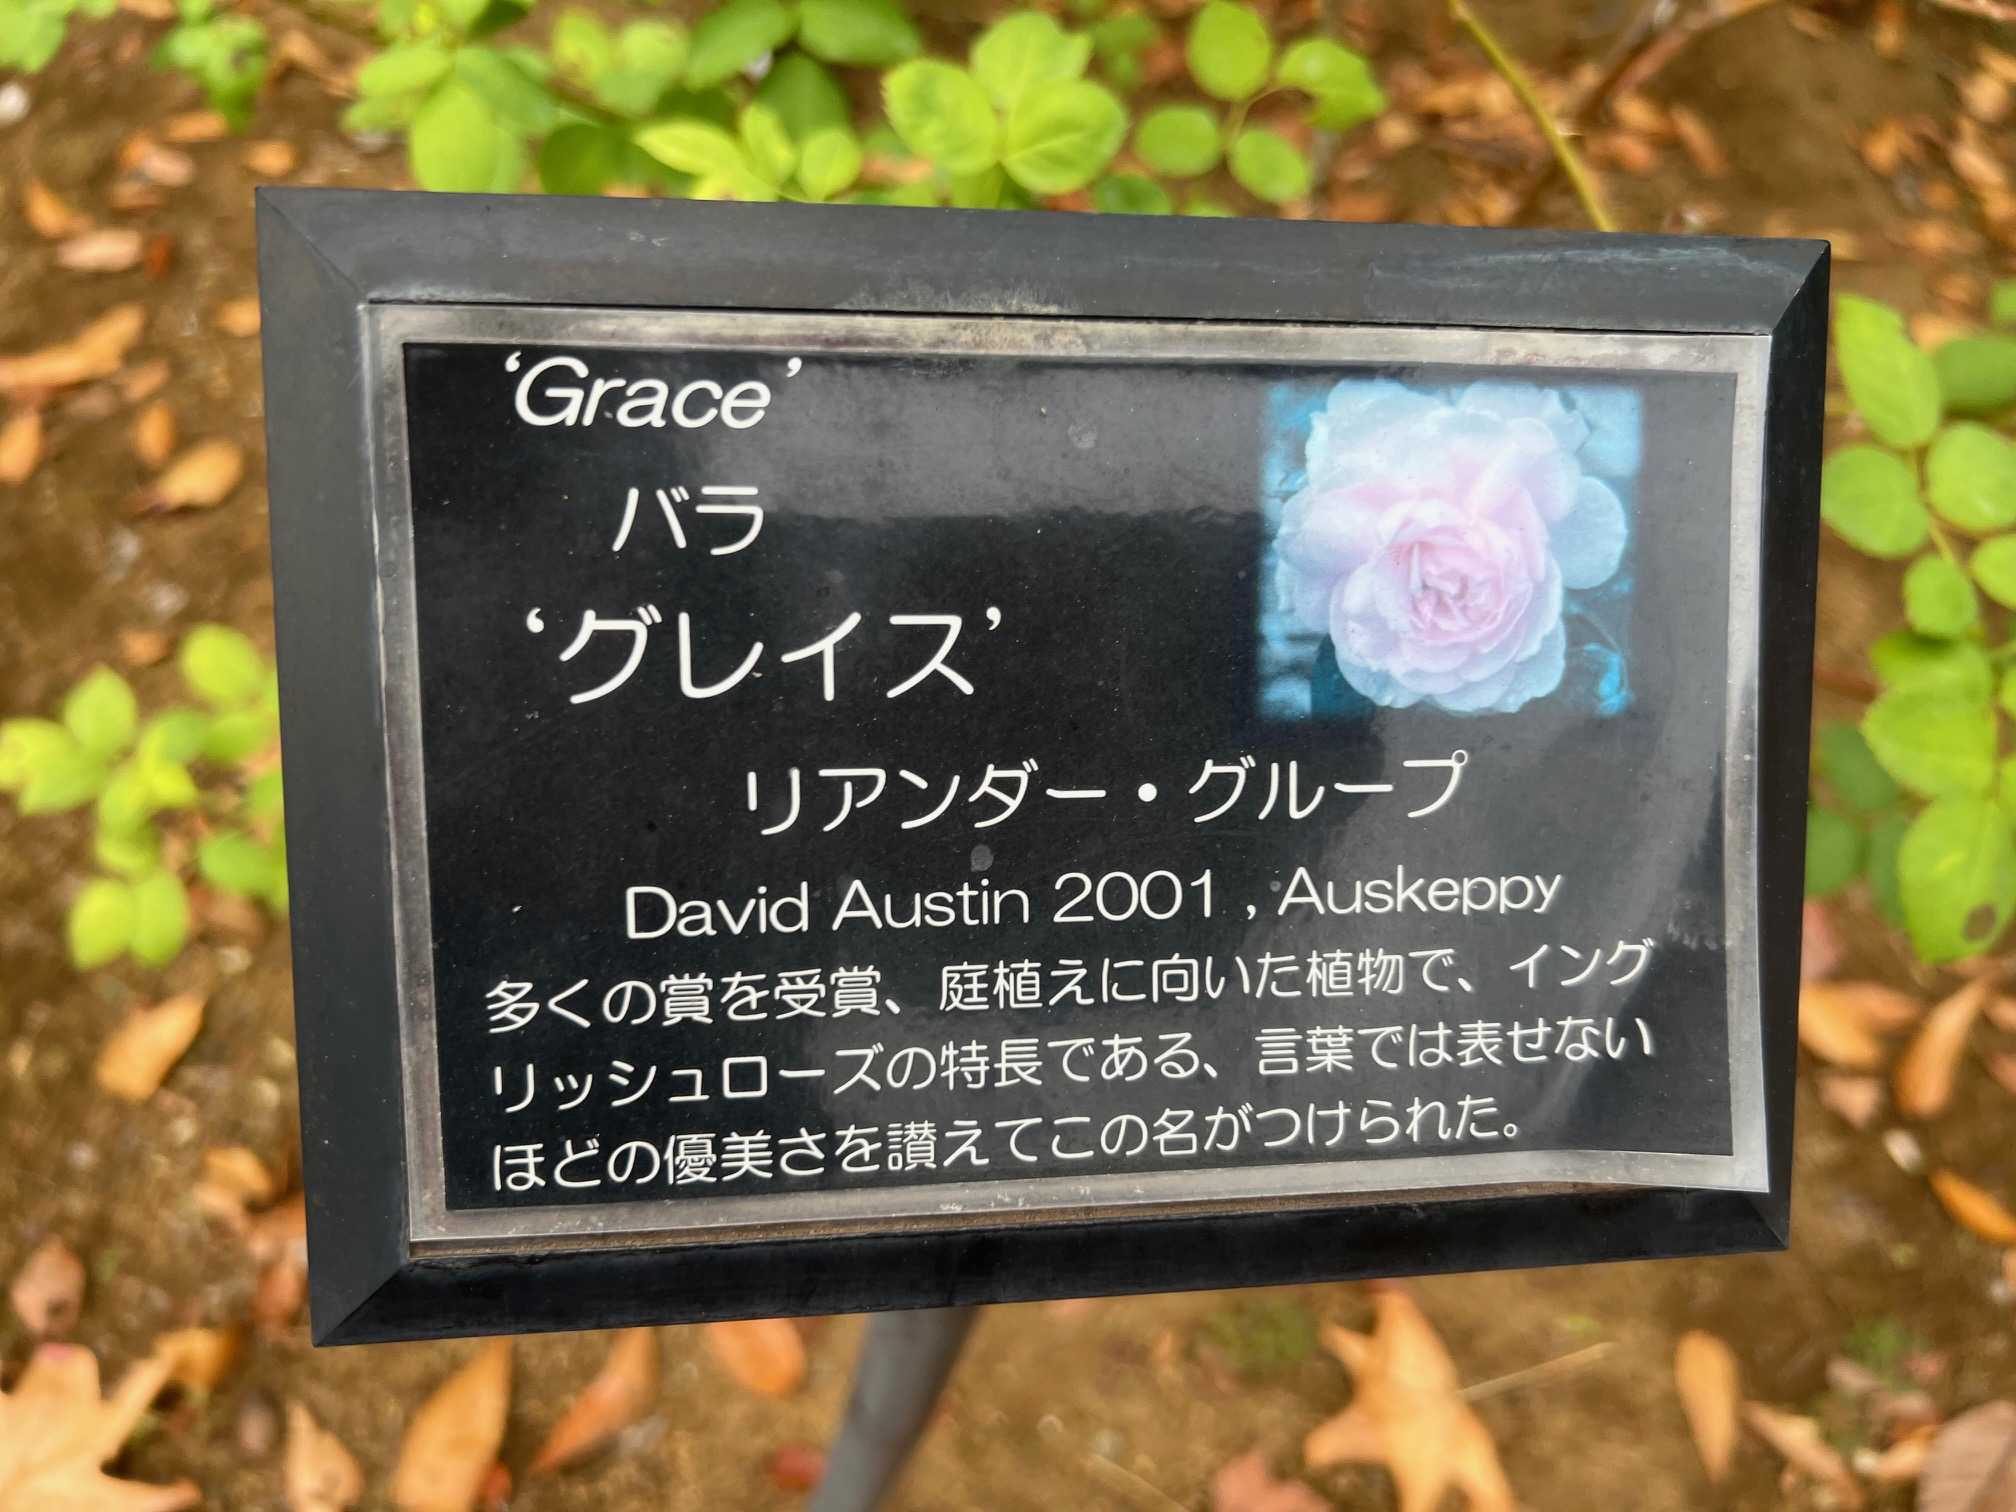 ‘Grace’
バラ
‘グレイス’
リアンダー・グループ
David Austin 2001 , Auskeppy
多くの賞を受賞、庭植えに向いた植物で、イング
リッシュローズの特長である、言葉では表せない
ほどの優美さを讃えてこの名がつけられた。